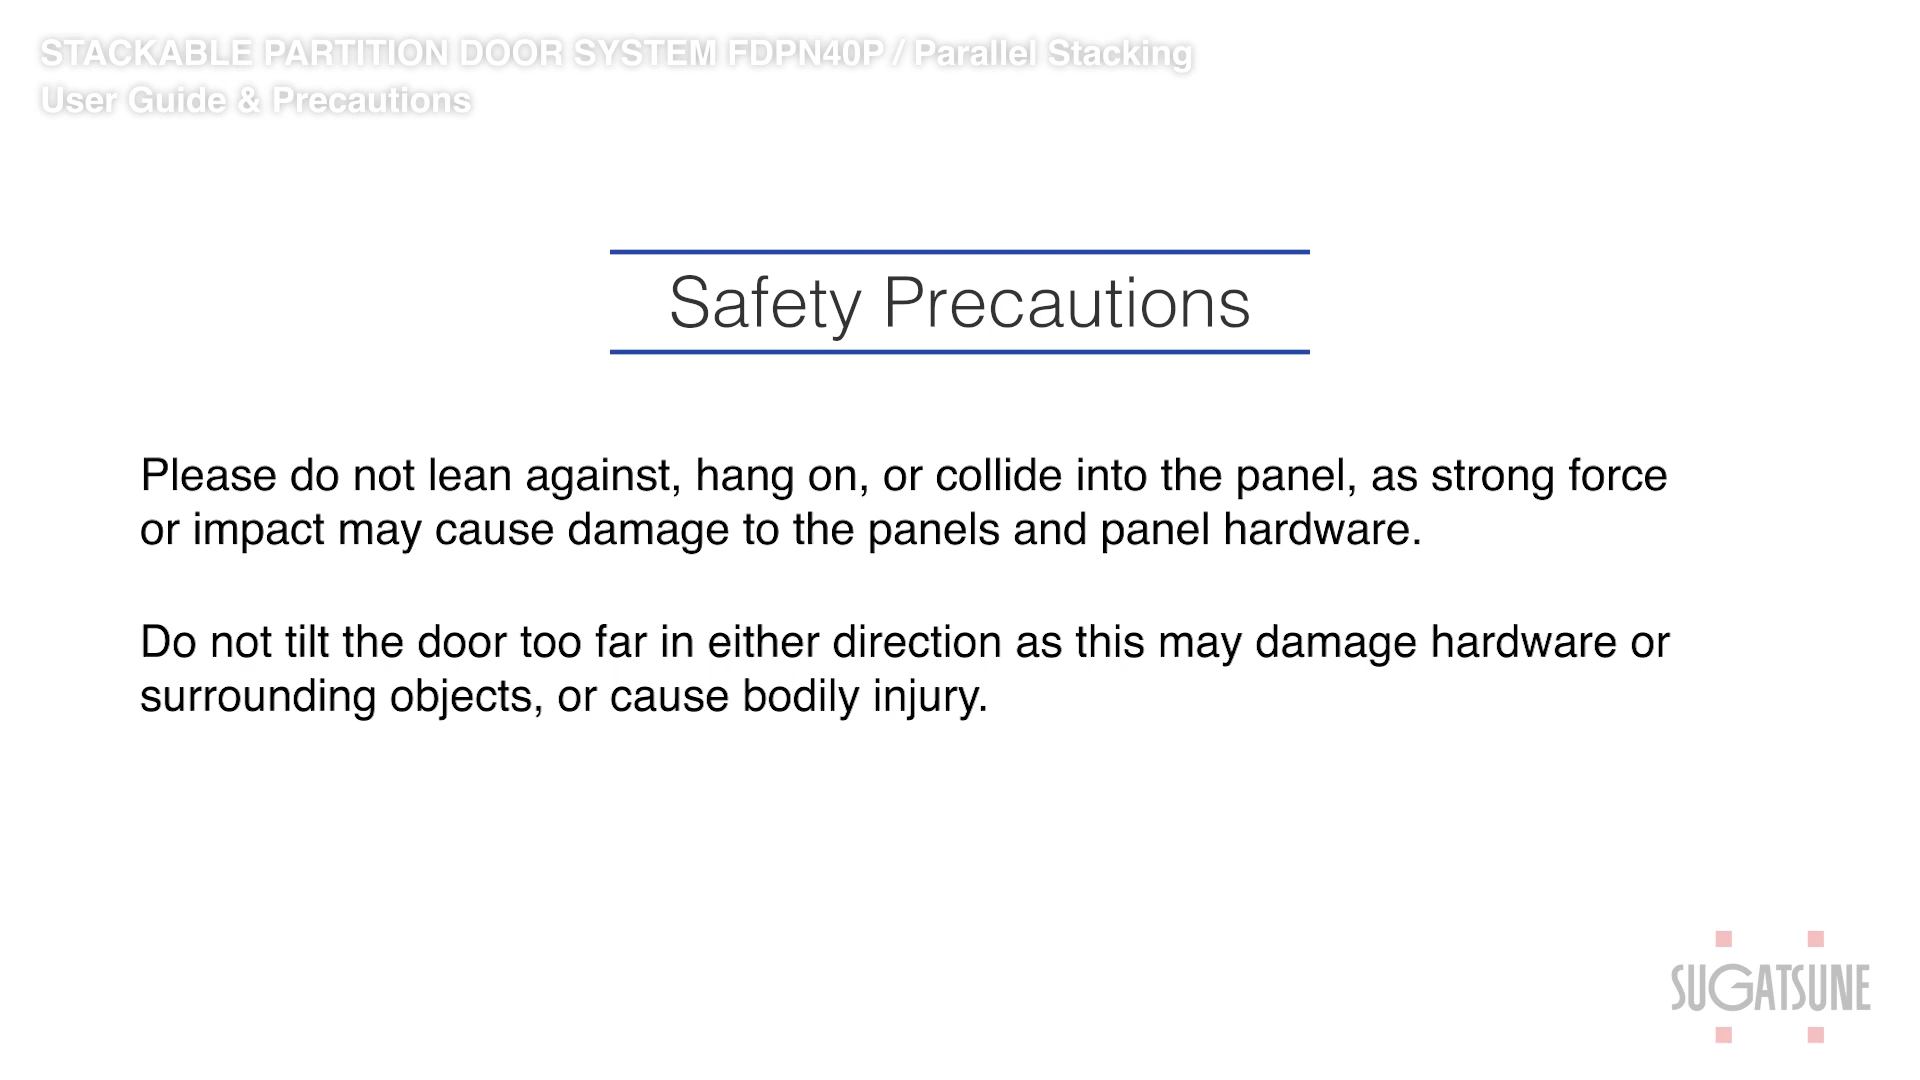 STACKABLE PARTITION DOOR SYSTEM FDPN40P / Parallel Stacking
User Guide & Precautions
Safety Precautions
Please do not lean against, hang on, or collide into the panel, as strong force
or impact may cause damage to the panels and panel hardware.
Do not tilt the door too far in either direction as this may damage hardware or
surrounding objects, or cause bodily injury.
SUGATSUNE